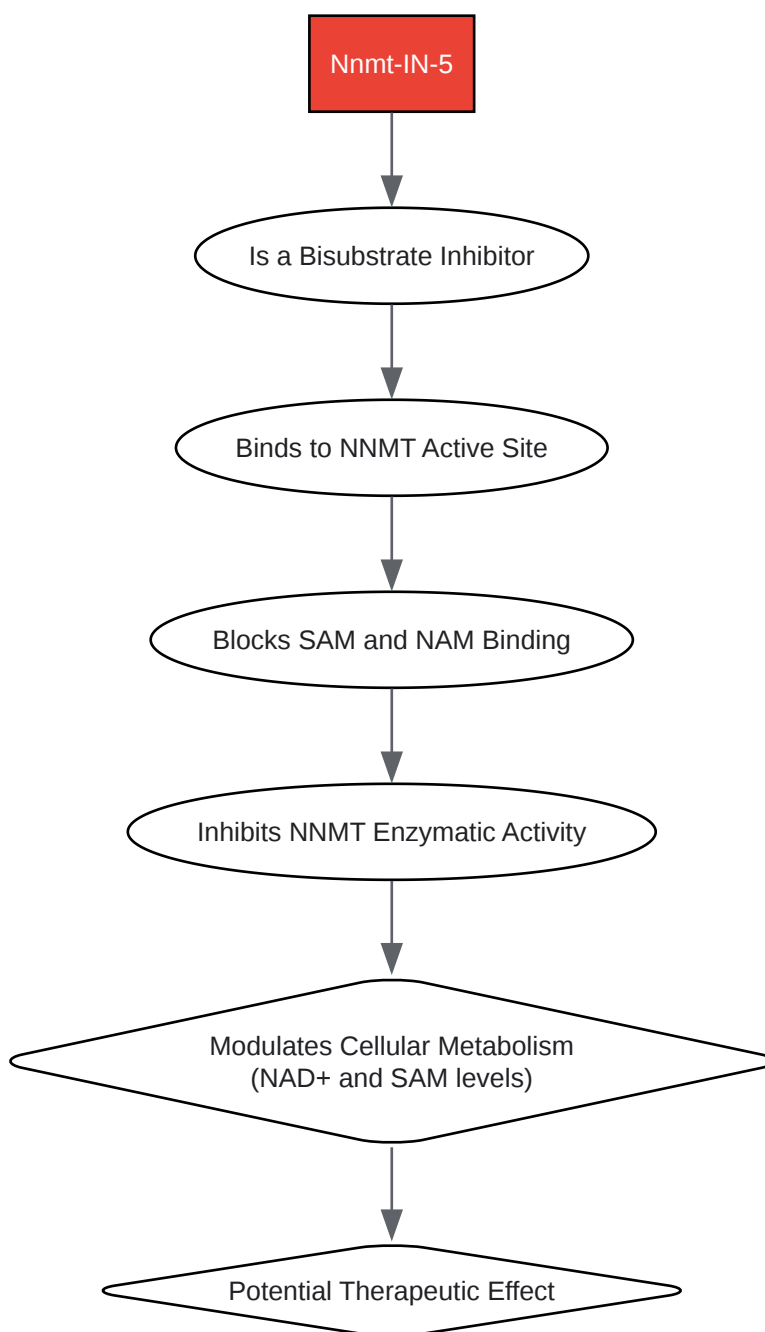 Nnmt-IN-5
Is a Bisubstrate Inhibitor
Binds to NNMT Active Site
Blocks SAM and NAM Binding
Inhibits NNMT Enzymatic Activity
Modulates Cellular Metabolism
(NAD+ and SAM levels)
Potential Therapeutic Effect